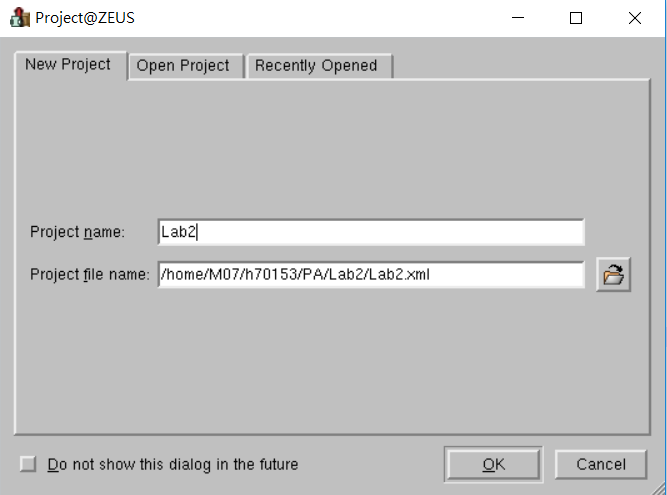 Project@ZEUS
New Project Open Project Recently Opened
Project name: Lab2
Project file name: /home/M07/h70153/PA/Lab2/Lab2.xml
Do not show this dialog in the future OK Cancel